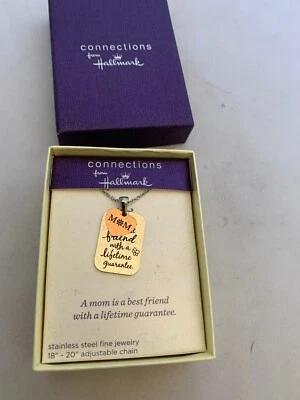 connections
from
Hallmark
connections
from
Hallmark
MOM:
friend
with a
lifetime
guarantee.
A mom is a best friend
with a lifetime guarantee.
stainless steel fine jewelry
18" - 20" adjustable chain